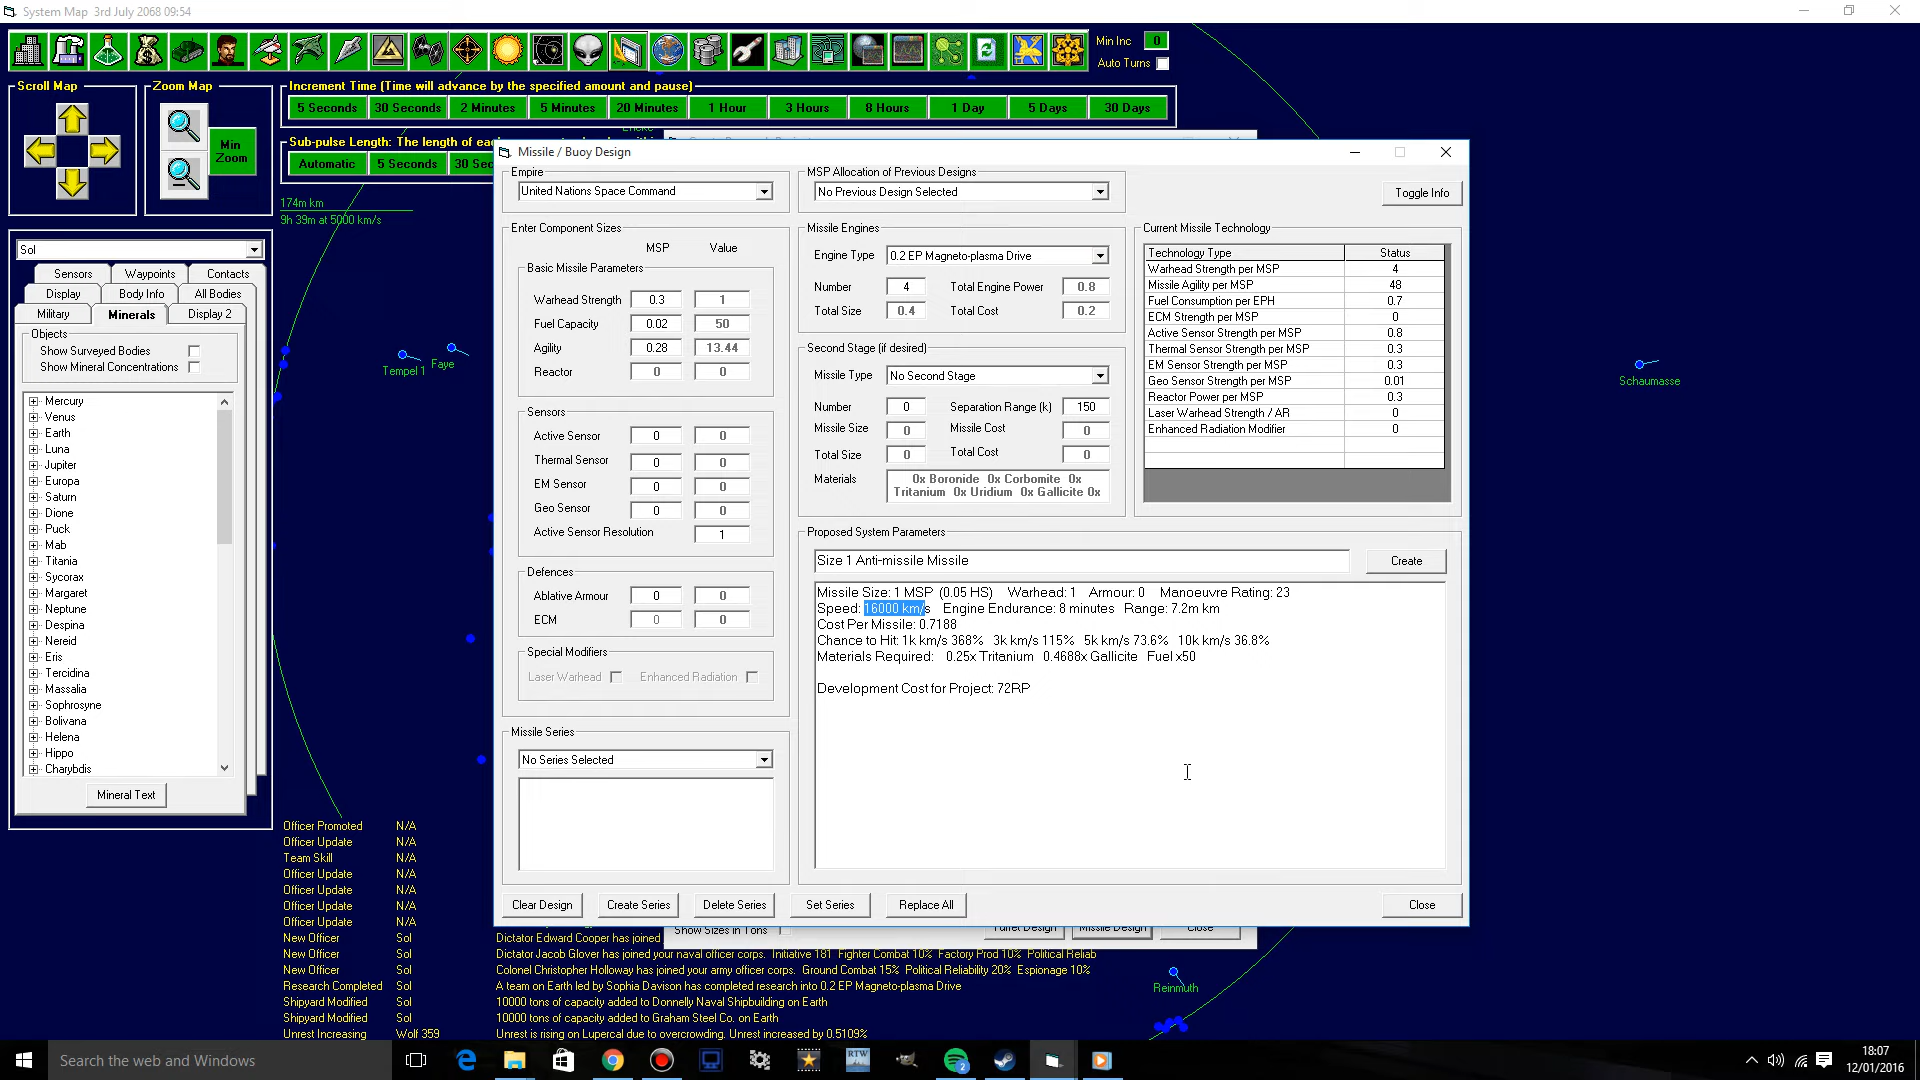 System Map  3rd July 2068 09:54
Min Inc 0
Auto Turns
Scroll Map
Zoom Map
Min Zoom
Increment Time (Time will advance by the specified amount and pause)
5 Seconds 30 Seconds 2 Minutes 5 Minutes 20 Minutes 1 Hour 3 Hours 8 Hours 1 Day 5 Days 30 Days
Sub-pulse Length: The length of eac
Automatic 5 Seconds 30 Sec
174m km
9h 39m at 5000 km/s
Sol
Sensors Waypoints Contacts
Display Body Info All Bodies
Military Minerals Display 2
Objects
Show Surveyed Bodies
Show Mineral Concentrations
Mercury
Venus
Earth
Luna
Jupiter
Europa
Saturn
Dione
Puck
Mab
Titania
Sycorax
Margaret
Neptune
Despina
Nereid
Eris
Tercidina
Massalia
Sophrosyne
Bolivana
Helena
Hippo
Charybdis
Mineral Text
Tempel 1
Faye
Schaumasse
Reinmuth
Missile / Buoy Design
Empire
United Nations Space Command
MSP Allocation of Previous Designs
No Previous Design Selected
Toggle Info
Enter Component Sizes
MSP Value
Basic Missile Parameters
Warhead Strength 0.3 1
Fuel Capacity 0.02 50
Agility 0.28 13.44
Reactor 0 0
Sensors
Active Sensor 0 0
Thermal Sensor 0 0
EM Sensor 0 0
Geo Sensor 0 0
Active Sensor Resolution 1
Defences
Ablative Armour 0 0
ECM 0 0
Special Modifiers
Laser Warhead Enhanced Radiation
Missile Series
No Series Selected
Missile Engines
Engine Type 0.2 EP Magneto-plasma Drive
Number 4 Total Engine Power 0.8
Total Size 0.4 Total Cost 0.2
Second Stage (if desired)
Missile Type No Second Stage
Number 0 Separation Range (k) 150
Missile Size 0 Missile Cost 0
Total Size 0 Total Cost 0
Materials 0x Boronide 0x Corbomite 0x
Tritanium 0x Uridium 0x Gallicite 0x
Current Missile Technology
Technology Type Status
Warhead Strength per MSP 4
Missile Agility per MSP 48
Fuel Consumption per EPH 0.7
ECM Strength per MSP 0
Active Sensor Strength per MSP 0.8
Thermal Sensor Strength per MSP 0.3
EM Sensor Strength per MSP 0.3
Geo Sensor Strength per MSP 0.01
Reactor Power per MSP 0.3
Laser Warhead Strength / AR 0
Enhanced Radiation Modifier 0
Proposed System Parameters
Size 1 Anti-missile Missile
Create
Missile Size: 1 MSP  (0.05 HS)    Warhead: 1    Armour: 0    Manoeuvre Rating: 23
Speed: 16000 km/s   Engine Endurance: 8 minutes   Range: 7.2m km
Cost Per Missile: 0.7188
Chance to Hit: 1k km/s 368%   3k km/s 115%   5k km/s 73.6%   10k km/s 36.8%
Materials Required:    0.25x Tritanium   0.4688x Gallicite   Fuel x50
Development Cost for Project: 72RP
Clear Design Create Series Delete Series Set Series Replace All Close
Show Sizes in Tons Turret Design Missile Design Close
Officer Promoted N/A
Officer Update N/A
Team Skill N/A
Officer Update N/A
Officer Update N/A
Officer Update N/A
Officer Update N/A
New Officer Sol Dictator Edward Cooper has joined
New Officer Sol Dictator Jacob Glover has joined your naval officer corps.  Initiative 181  Fighter Combat 10%  Factory Prod 10%  Political Reliab
New Officer Sol Colonel Christopher Holloway has joined your army officer corps.  Ground Combat 15%  Political Reliability 20%  Espionage 10%
Research Completed Sol A team on Earth led by Sophia Davison has completed research into 0.2 EP Magneto-plasma Drive
Shipyard Modified Sol 10000 tons of capacity added to Donnelly Naval Shipbuilding on Earth
Shipyard Modified Sol 10000 tons of capacity added to Graham Steel Co. on Earth
Unrest Increasing Wolf 359 Unrest is rising on Lupercal due to overcrowding. Unrest increased by 0.5109%
Search the web and Windows
RTW
2
18:07
12/01/2016